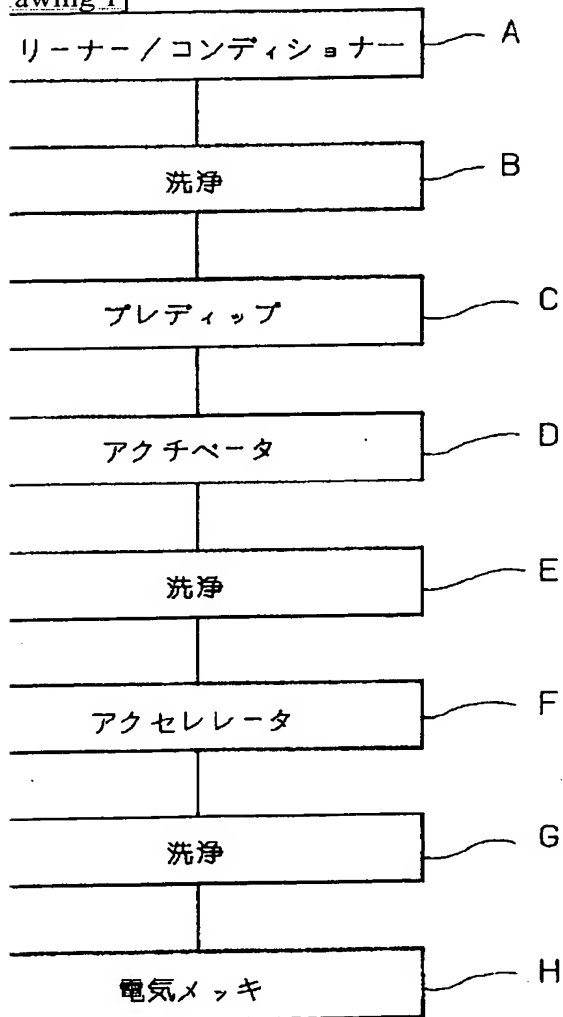 awing 1]
リーナー/コンディショナー A
洗浄 B
プレディップ C
アクチベータ D
洗浄 E
アクセレレータ F
洗浄 G
電気メッキ H